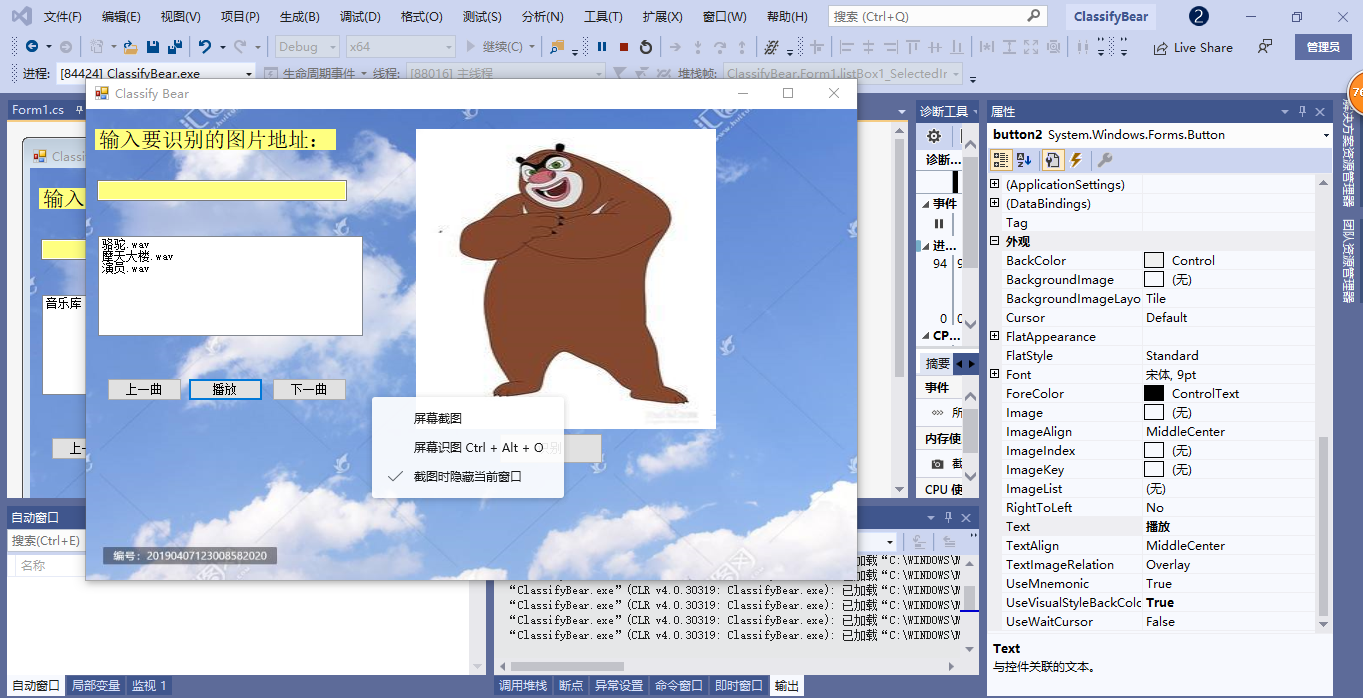 文件(F) 编辑(E) 视图(V) 项目(P) 生成(B) 调试(D) 格式(O) 测试(S) 分析(N) 工具(T) 扩展(X) 窗口(W) 帮助(H) 搜索 (Ctrl+Q) ClassifyBear 2
Debug x64 继续(C) Live Share 管理员
进程: [84424] ClassifyBear.exe 生命周期事件 线程: [88016] 主线程 堆栈帧: ClassifyBear.Form1.listBox1_SelectedIr
Form1.cs
Classi
输入
音乐库
上一
Classify Bear
输入要识别的图片地址：
骆驼.wav
摩天大楼.wav
演员.wav
上一曲 播放 下一曲
屏幕截图
屏幕识图 Ctrl + Alt + O
截图时隐藏当前窗口
编号：20190407123008582020
诊断工具
诊断...
事件
进...
94 9
0 0
CP...
摘要
事件
所
内存使
截
CPU 使
属性
button2 System.Windows.Forms.Button
(ApplicationSettings)
(DataBindings)
Tag
外观
BackColor Control
BackgroundImage (无)
BackgroundImageLayo Tile
Cursor Default
FlatAppearance
FlatStyle Standard
Font 宋体, 9pt
ForeColor ControlText
Image (无)
ImageAlign MiddleCenter
ImageIndex (无)
ImageKey (无)
ImageList (无)
RightToLeft No
Text 播放
TextAlign MiddleCenter
TextImageRelation Overlay
UseMnemonic True
UseVisualStyleBackColo True
UseWaitCursor False
Text
与控件关联的文本。
76
解决方案资源管理器
团队资源管理器
自动窗口
搜索(Ctrl+E)
名称
自动窗口 局部变量 监视 1
已加载“C:\WINDOWS\M
已加载“C:\WINDOWS\M
“ClassifyBear.exe”(CLR v4.0.30319: ClassifyBear.exe): 已加载“C:\WINDOWS\M
“ClassifyBear.exe”(CLR v4.0.30319: ClassifyBear.exe): 已加载“C:\WINDOWS\M
“ClassifyBear.exe”(CLR v4.0.30319: ClassifyBear.exe): 已加载“C:\WINDOWS\M
“ClassifyBear.exe”(CLR v4.0.30319: ClassifyBear.exe): 已加载“C:\WINDOWS\M
调用堆栈 断点 异常设置 命令窗口 即时窗口 输出